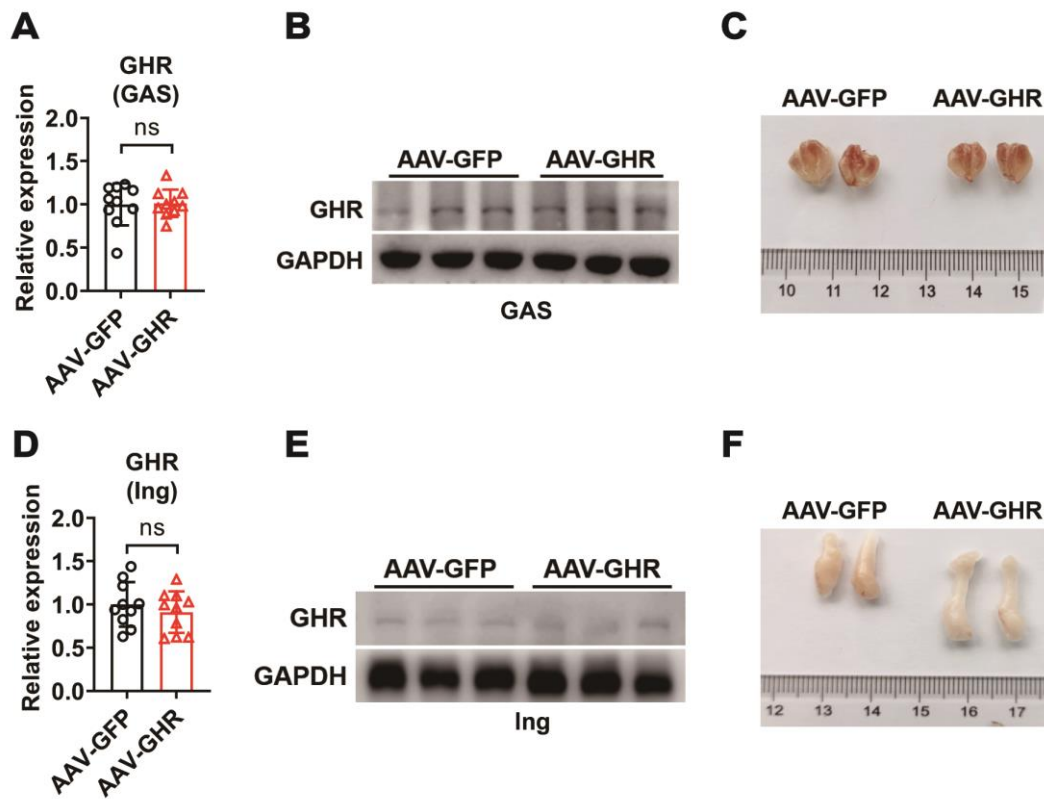 A
GHR
(GAS)
ns
Relative expression
2.0
1.5
1.0
0.5
0.0
AAV-GFP
AAV-GHR
B
AAV-GFP AAV-GHR
GHR
GAPDH
GAS
C
AAV-GFP AAV-GHR
10 11 12 13 14 15
D
GHR
(Ing)
ns
Relative expression
2.0
1.5
1.0
0.5
0.0
AAV-GFP
AAV-GHR
E
AAV-GFP AAV-GHR
GHR
GAPDH
Ing
F
AAV-GFP AAV-GHR
12 13 14 15 16 17